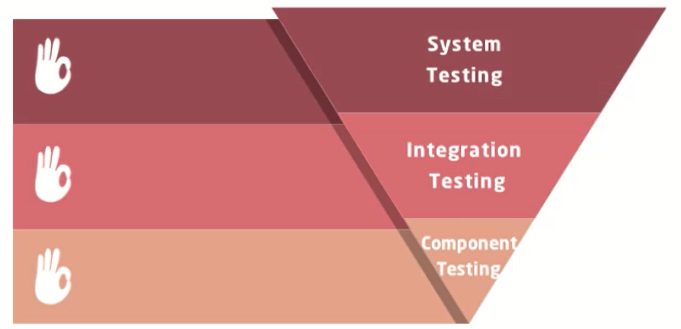 System
Testing
Integration
Testing
Component
Testing